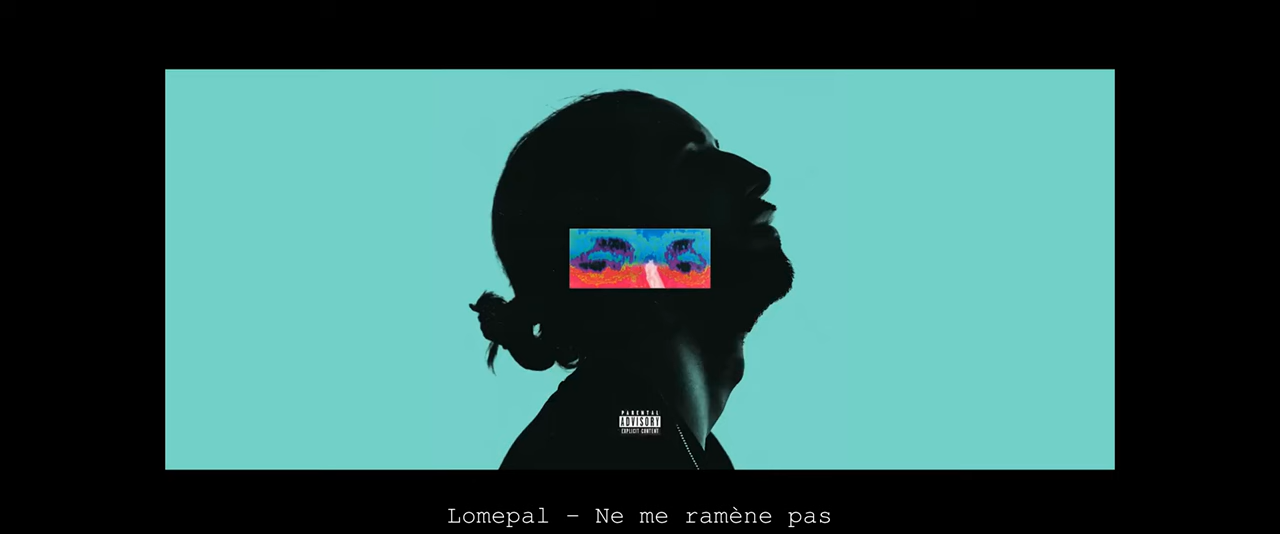 PARENTAL
ADVISORY
EXPLICIT CONTENT
Lomepal – Ne me ramène pas